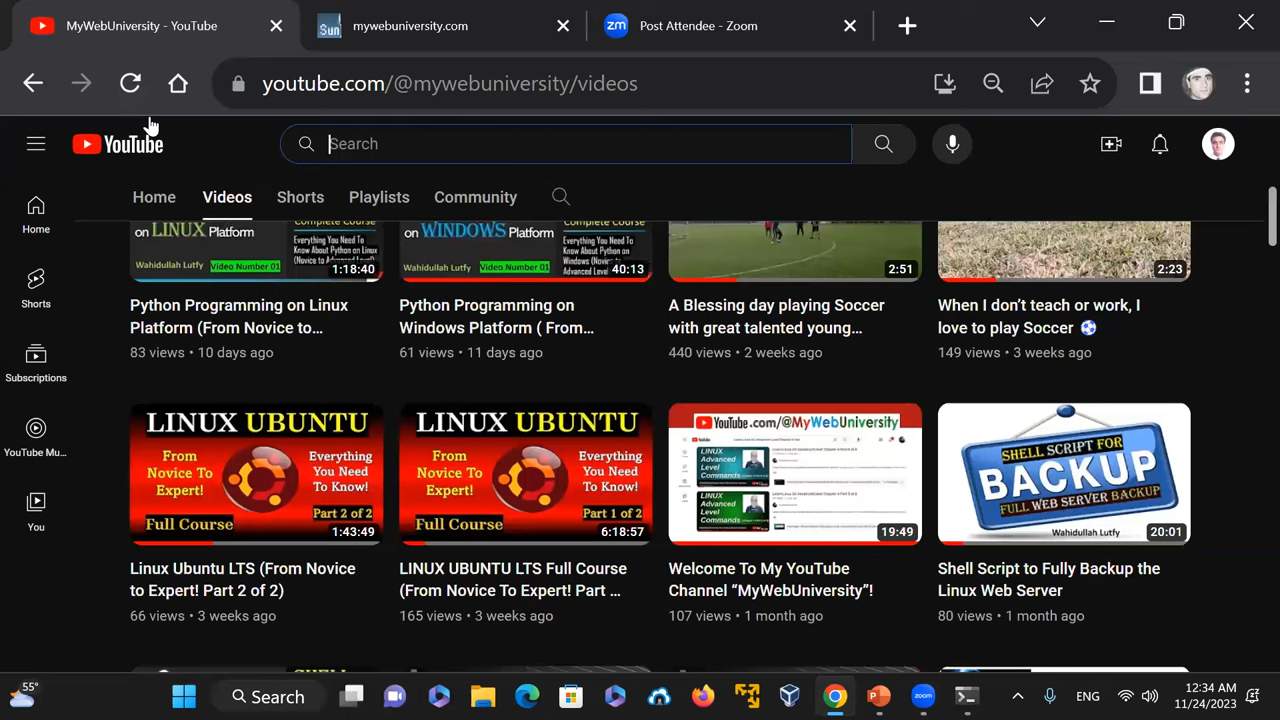 MyWebUniversity - YouTube
mywebuniversity.com
zm
Post Attendee - Zoom
youtube.com/@mywebuniversity/videos
YouTube
Search
Home
Videos
Shorts
Playlists
Community
Home
Shorts
Subscriptions
YouTube Mu...
You
on LINUX Platform
Complete Course
Everything You Need To Know About Python on Linux (Novice to Advanced Level
Wahidullah Lutfy
Video Number 01
1:18:40
Python Programming on Linux
Platform (From Novice to...
83 views • 10 days ago
on WINDOWS Platform
Complete Course
Everything You Need To Know About Python on Windows (Novice to Advanced Level
Wahidullah Lutfy
Video Number 01
40:13
Python Programming on
Windows Platform ( From...
61 views • 11 days ago
2:51
A Blessing day playing Soccer
with great talented young...
440 views • 2 weeks ago
2:23
When I don't teach or work, I
love to play Soccer ⚽
149 views • 3 weeks ago
LINUX UBUNTU
From Novice To Expert!
Everything You Need To Know!
Full Course
Part 2 of 2
1:43:49
Linux Ubuntu LTS (From Novice
to Expert! Part 2 of 2)
66 views • 3 weeks ago
LINUX UBUNTU
From Novice To Expert!
Everything You Need To Know!
Full Course
Part 1 of 2
6:18:57
LINUX UBUNTU LTS Full Course
(From Novice To Expert! Part ...
165 views • 3 weeks ago
YouTube.com/@MyWebUniversity
LINUX Advanced Level Commands
LINUX Advanced Level Commands
19:49
Welcome To My YouTube
Channel “MyWebUniversity”!
107 views • 1 month ago
SHELL SCRIPT FOR
BACKUP
FULL WEB SERVER BACKUP
Wahidullah Lutfy
20:01
Shell Script to Fully Backup the
Linux Web Server
80 views • 1 month ago
55°
Search
zoom
ENG
12:34 AM
11/24/2023